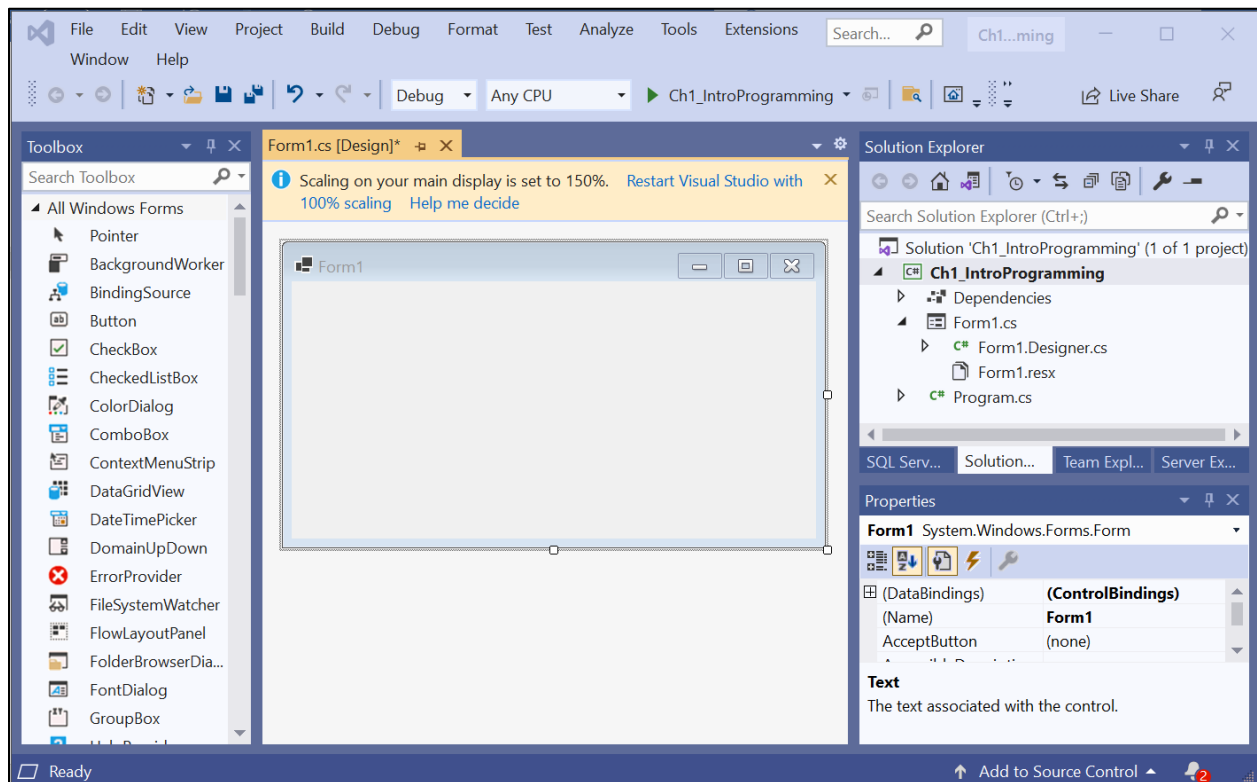 File Edit View Project Build Debug Format Test Analyze Tools Extensions Search... Ch1...ming
Window Help
Debug Any CPU Ch1_IntroProgramming Live Share
Toolbox
Search Toolbox
All Windows Forms
Pointer
BackgroundWorker
BindingSource
Button
CheckBox
CheckedListBox
ColorDialog
ComboBox
ContextMenuStrip
DataGridView
DateTimePicker
DomainUpDown
ErrorProvider
FileSystemWatcher
FlowLayoutPanel
FolderBrowserDia...
FontDialog
GroupBox
Form1.cs [Design]*
Scaling on your main display is set to 150%. Restart Visual Studio with
100% scaling Help me decide
Form1
Solution Explorer
Search Solution Explorer (Ctrl+;)
Solution 'Ch1_IntroProgramming' (1 of 1 project)
C# Ch1_IntroProgramming
Dependencies
Form1.cs
C# Form1.Designer.cs
Form1.resx
C# Program.cs
SQL Serv... Solution... Team Expl... Server Ex...
Properties
Form1 System.Windows.Forms.Form
(DataBindings) (ControlBindings)
(Name) Form1
AcceptButton (none)
Text
The text associated with the control.
Ready Add to Source Control 2